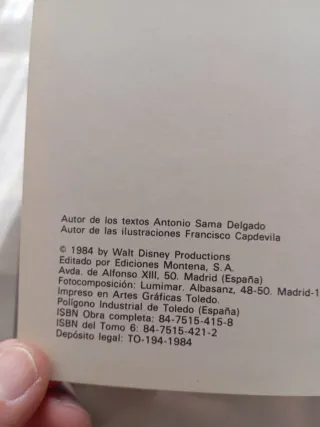 Autor de los textos Antonio Sama Delgado
Autor de las ilustraciones Francisco Capdevila
© 1984 by Walt Disney Productions
Editado por Ediciones Montena, S. A.
Avda. de Alfonso XIII, 50. Madrid (España)
Fotocomposición: Lumimar. Albasanz, 48-50. Madrid-1
Impreso en Artes Gráficas Toledo.
Polígono Industrial de Toledo (España)
ISBN Obra completa: 84-7515-415-8
ISBN del Tomo 6: 84-7515-421-2
Depósito legal: TO-194-1984